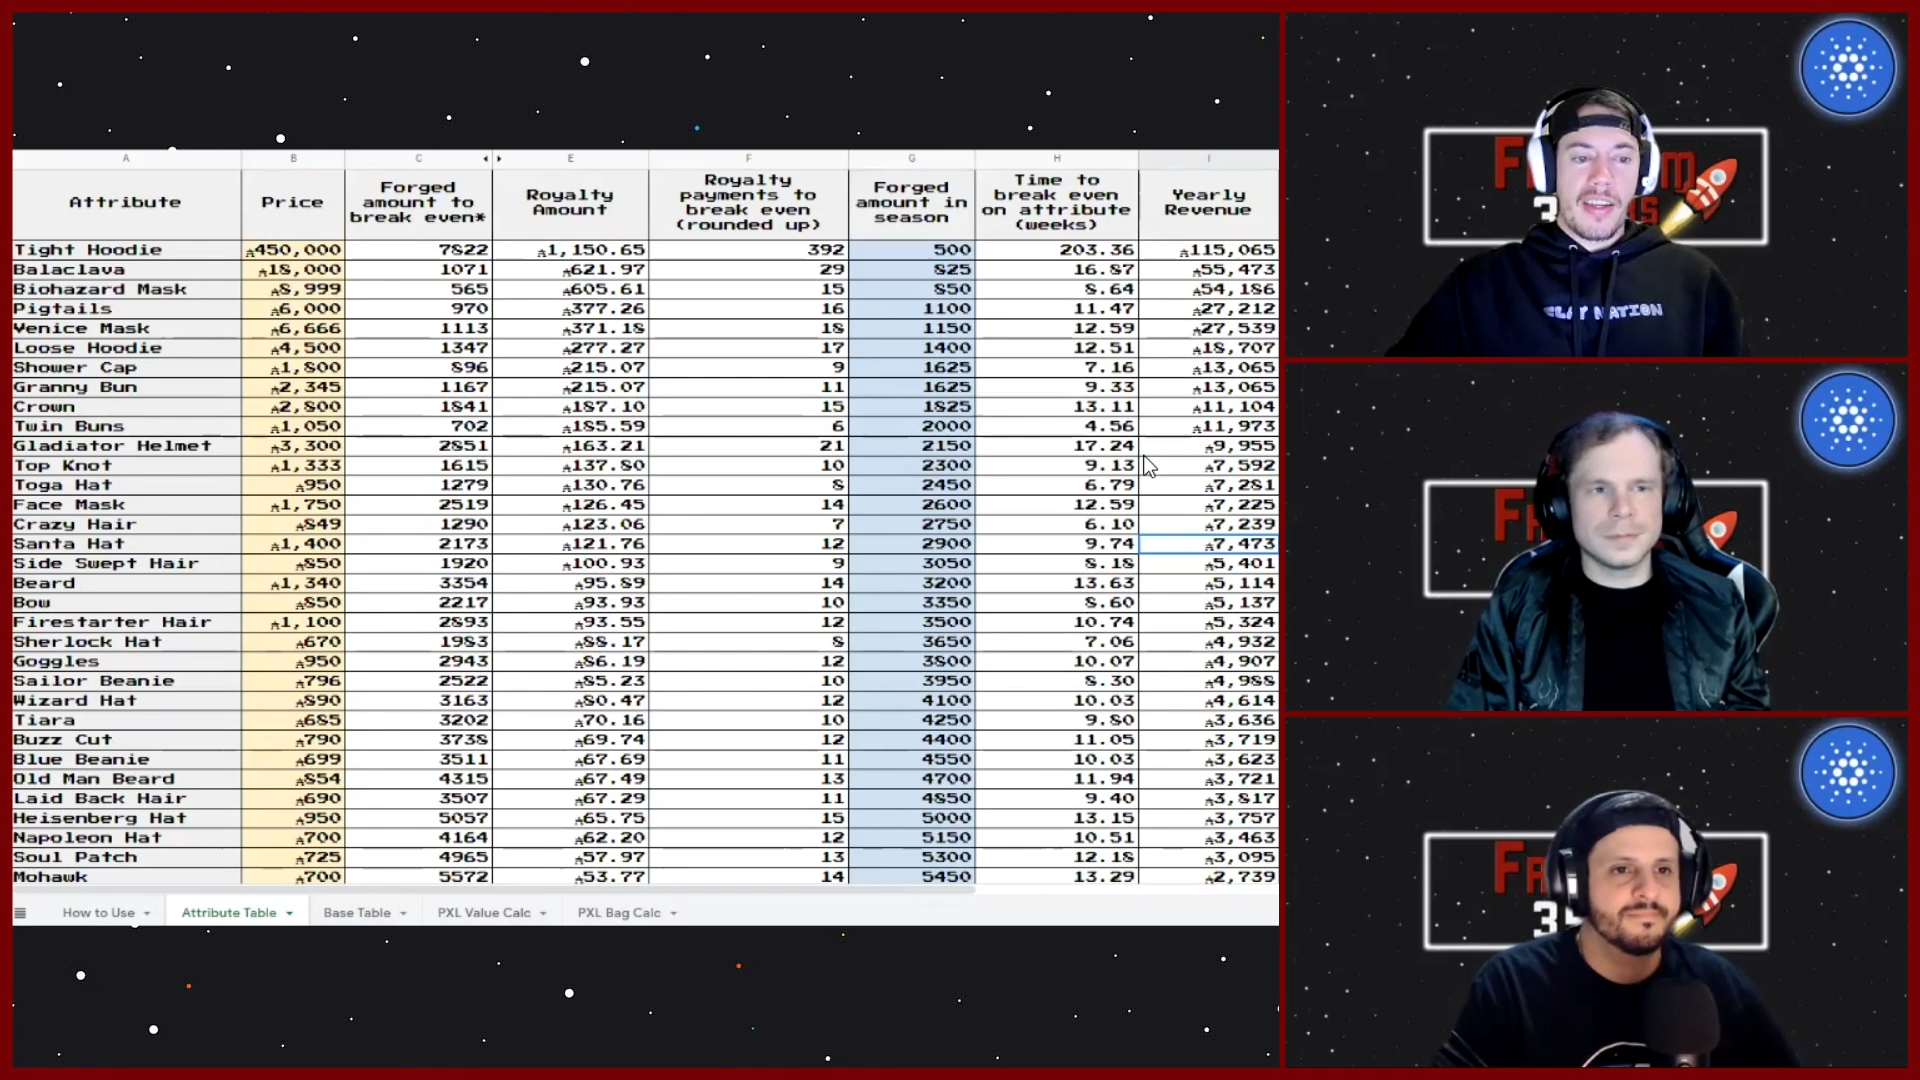 A B C E F G H I
Attribute Price Forged amount to break even* Royalty Amount Royalty payments to break even (rounded up) Forged amount in season Time to break even on attribute (weeks) Yearly Revenue
Tight Hoodie ₳450,000 7822 ₳1,150.65 392 500 203.36 ₳115,065
Balaclava ₳18,000 1071 ₳621.97 29 825 16.87 ₳55,473
Biohazard Mask ₳8,999 565 ₳605.61 15 850 8.64 ₳54,186
Pigtails ₳6,000 970 ₳377.26 16 1100 11.47 ₳27,212
Venice Mask ₳6,666 1113 ₳371.18 18 1150 12.59 ₳27,539
Loose Hoodie ₳4,500 1347 ₳277.27 17 1400 12.51 ₳18,707
Shower Cap ₳1,800 896 ₳215.07 9 1625 7.16 ₳13,065
Granny Bun ₳2,345 1167 ₳215.07 11 1625 9.33 ₳13,065
Crown ₳2,800 1841 ₳187.10 15 1825 13.11 ₳11,104
Twin Buns ₳1,050 702 ₳185.59 6 2000 4.56 ₳11,973
Gladiator Helmet ₳3,300 2851 ₳163.21 21 2150 17.24 ₳9,955
Top Knot ₳1,333 1615 ₳137.80 10 2300 9.13 ₳7,592
Toga Hat ₳950 1279 ₳130.76 8 2450 6.79 ₳7,281
Face Mask ₳1,750 2519 ₳126.45 14 2600 12.59 ₳7,225
Crazy Hair ₳849 1290 ₳123.06 7 2750 6.10 ₳7,239
Santa Hat ₳1,400 2173 ₳121.76 12 2900 9.74 ₳7,473
Side Swept Hair ₳850 1920 ₳100.93 9 3050 8.18 ₳5,401
Beard ₳1,340 3354 ₳95.89 14 3200 13.63 ₳5,114
Bow ₳850 2217 ₳93.93 10 3350 8.60 ₳5,137
Firestarter Hair ₳1,100 2893 ₳93.55 12 3500 10.74 ₳5,324
Sherlock Hat ₳670 1983 ₳88.17 8 3650 7.06 ₳4,932
Goggles ₳950 2943 ₳86.19 12 3800 10.07 ₳4,907
Sailor Beanie ₳796 2522 ₳85.23 10 3950 8.30 ₳4,988
Wizard Hat ₳890 3163 ₳80.47 12 4100 10.03 ₳4,614
Tiara ₳685 3202 ₳70.16 10 4250 9.80 ₳3,636
Buzz Cut ₳790 3738 ₳69.74 12 4400 11.05 ₳3,719
Blue Beanie ₳699 3511 ₳67.69 11 4550 10.03 ₳3,623
Old Man Beard ₳854 4315 ₳67.49 13 4700 11.94 ₳3,721
Laid Back Hair ₳690 3507 ₳67.29 11 4850 9.40 ₳3,817
Heisenberg Hat ₳950 5057 ₳65.75 15 5000 13.15 ₳3,757
Napoleon Hat ₳700 4164 ₳62.20 12 5150 10.51 ₳3,463
Soul Patch ₳725 4965 ₳57.97 13 5300 12.18 ₳3,095
Mohawk ₳700 5572 ₳53.77 14 5450 13.29 ₳2,739
How to Use Attribute Table Base Table PXL Value Calc PXL Bag Calc
CLAY NATION